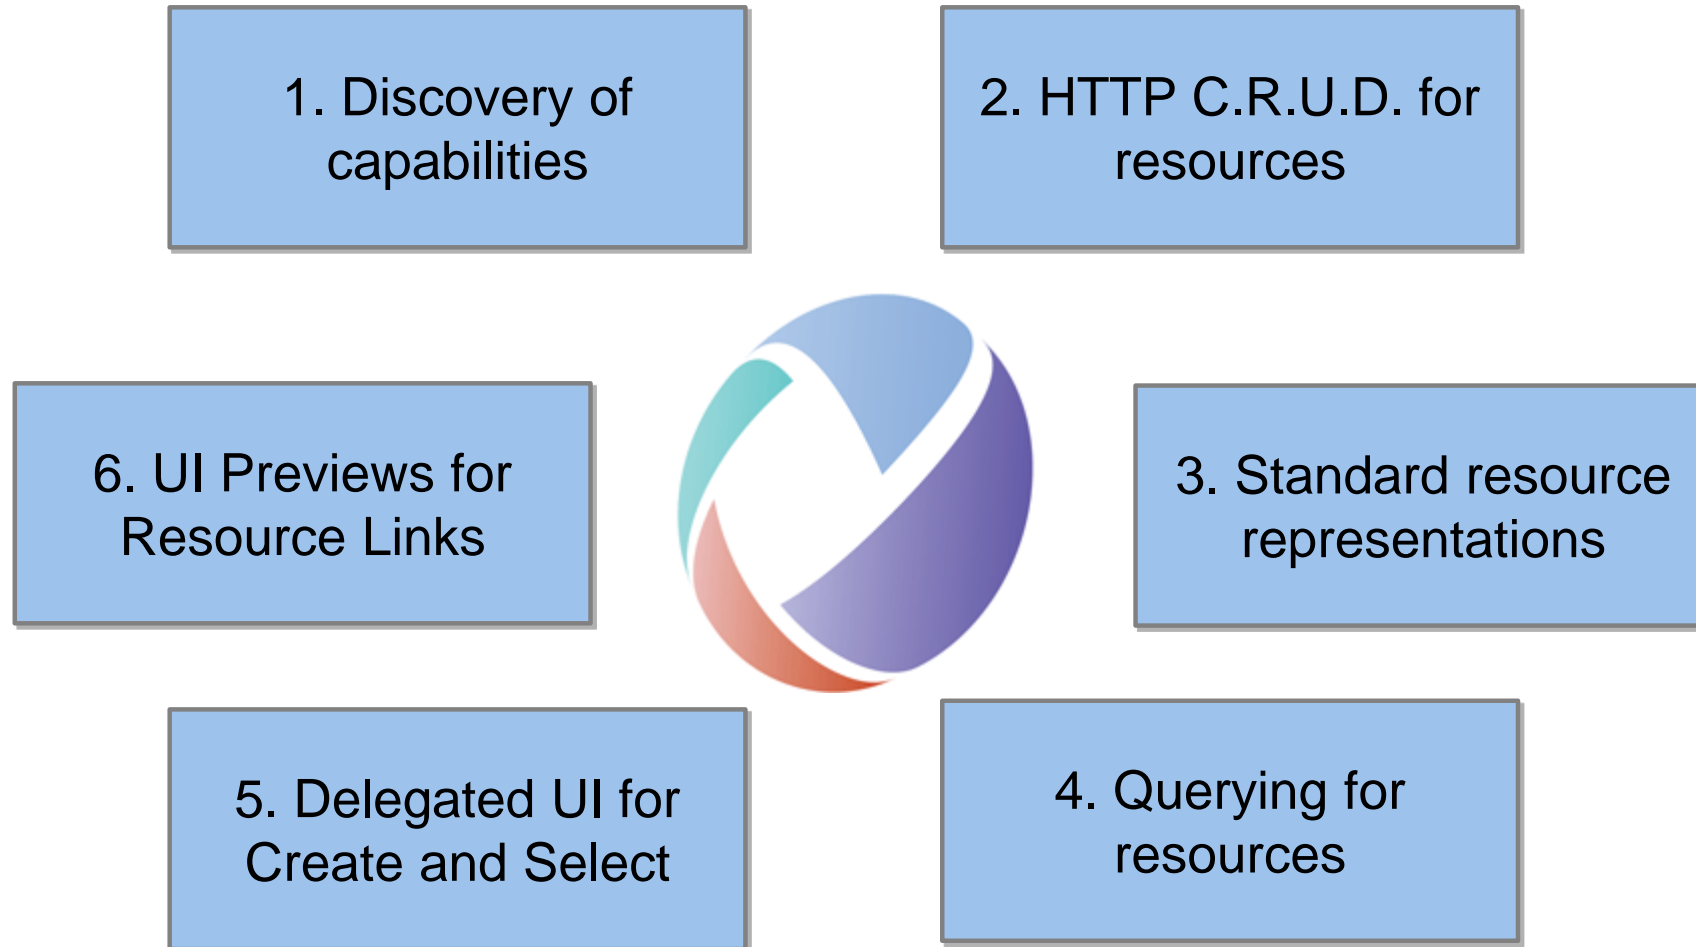 1. Discovery of
capabilities
2. HTTP C.R.U.D. for
resources
3. Standard resource
representations
4. Querying for
resources
5. Delegated UI for
Create and Select
6. UI Previews for
Resource Links